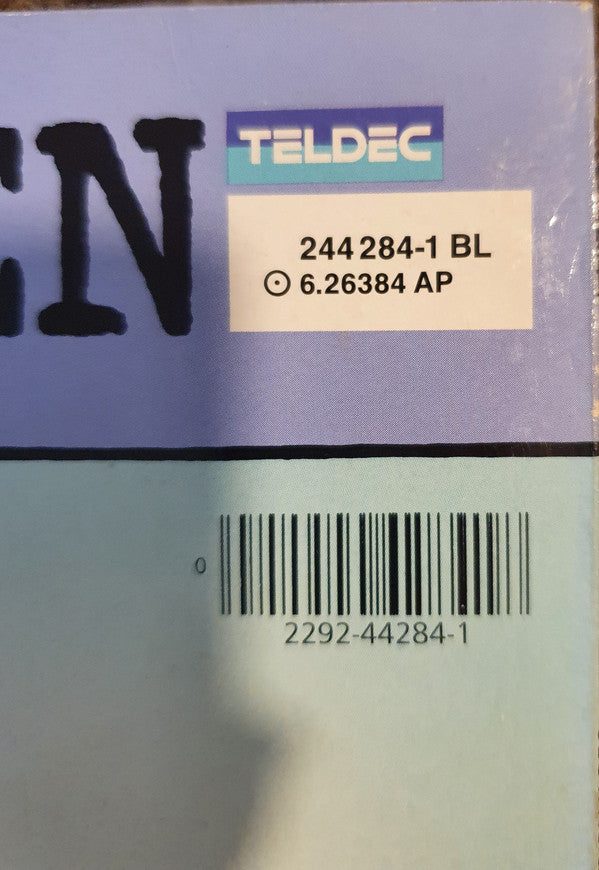 EN
TELDEC
244 284-1 BL
⊙ 6.26384 AP
0
2292-44284-1